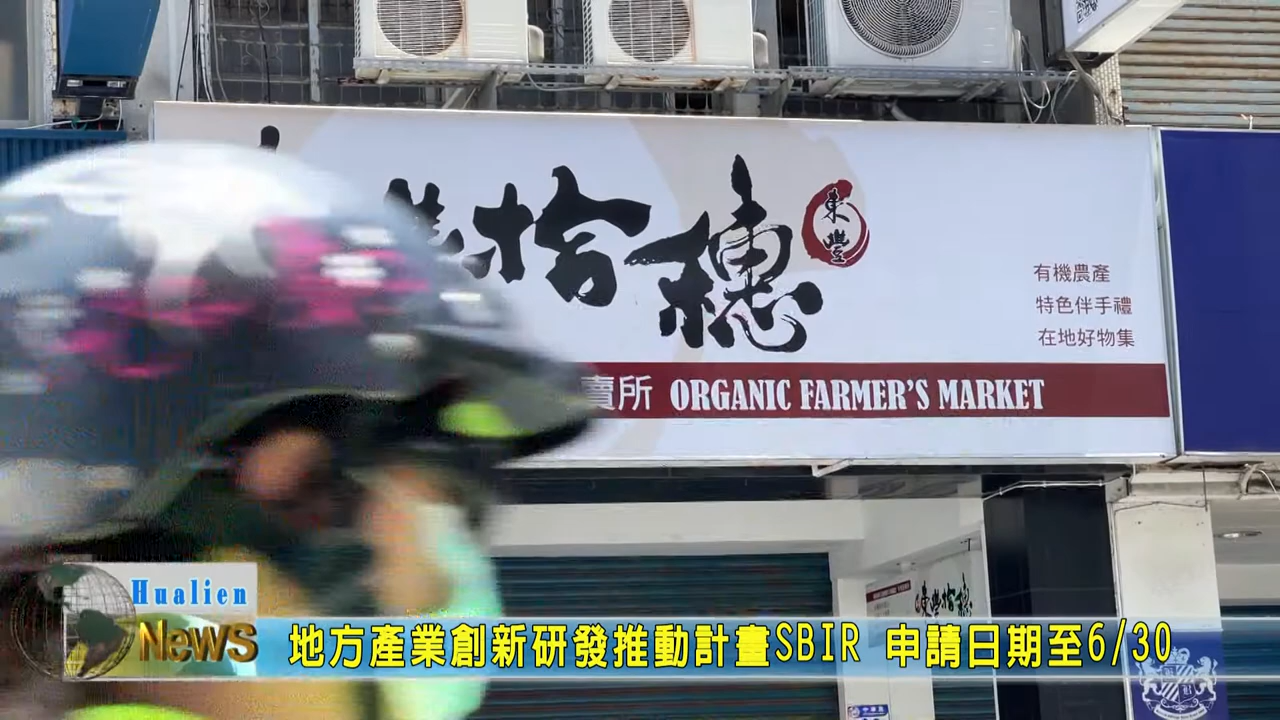 拾穗
東豐
有機農產
特色伴手禮
在地好物集
賣所 ORGANIC FARMER'S MARKET
Hualien
News
地方產業創新研發推動計畫SBIR 申請日期至6/30